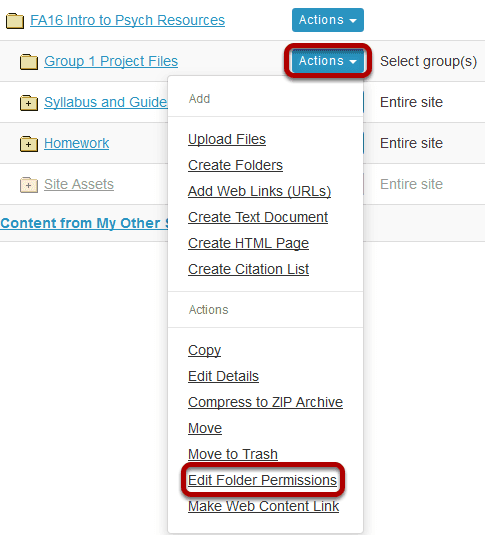 FA16 Intro to Psych Resources Actions
Group 1 Project Files Actions Select group(s)
Syllabus and Guide Entire site
Homework Entire site
Site Assets Entire site
Content from My Other
Add
Upload Files
Create Folders
Add Web Links (URLs)
Create Text Document
Create HTML Page
Create Citation List
Actions
Copy
Edit Details
Compress to ZIP Archive
Move
Move to Trash
Edit Folder Permissions
Make Web Content Link